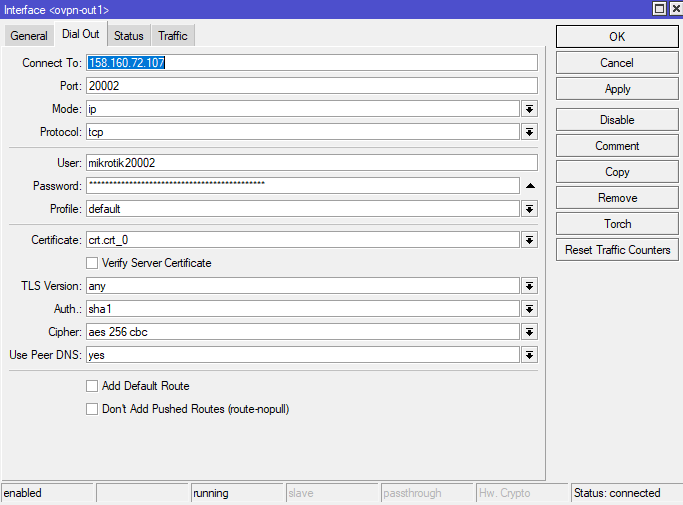 Interface <ovpn-out1>
General Dial Out Status Traffic
Connect To: 158.160.72.107
Port: 20002
Mode: ip
Protocol: tcp
User: mikrotik20002
Password: ********************************************
Profile: default
Certificate: crt.crt_0
Verify Server Certificate
TLS Version: any
Auth.: sha1
Cipher: aes 256 cbc
Use Peer DNS: yes
Add Default Route
Don't Add Pushed Routes (route-nopull)
OK
Cancel
Apply
Disable
Comment
Copy
Remove
Torch
Reset Traffic Counters
enabled running slave passthrough Hw. Crypto Status: connected